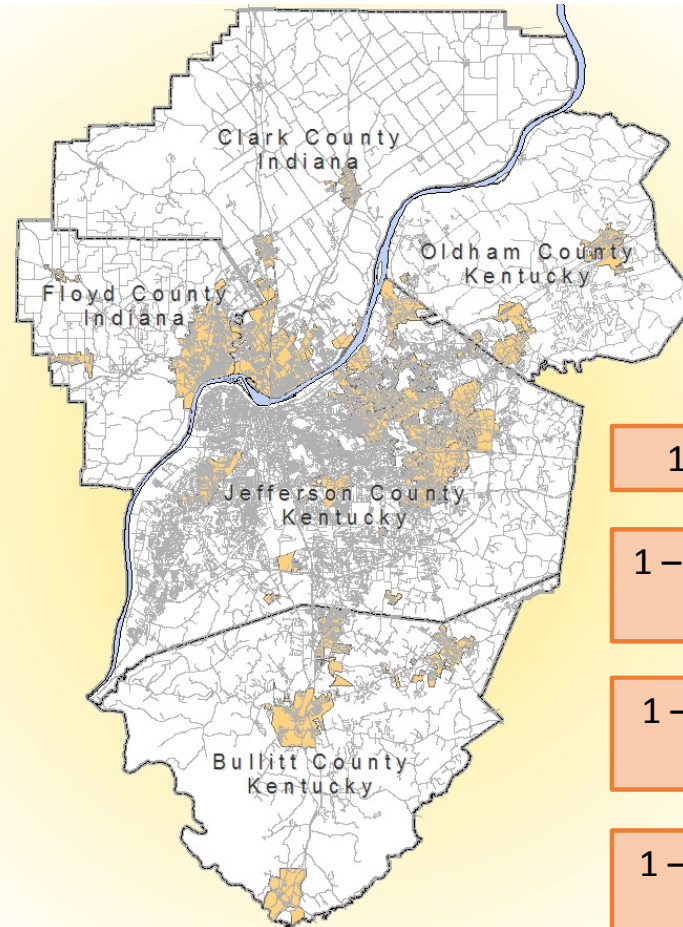 Clark County
Indiana
Oldham County
Kentucky
Floyd County
Indiana
Jefferson County
Kentucky
Bullitt County
Kentucky
1
1 –
1 –
1 –